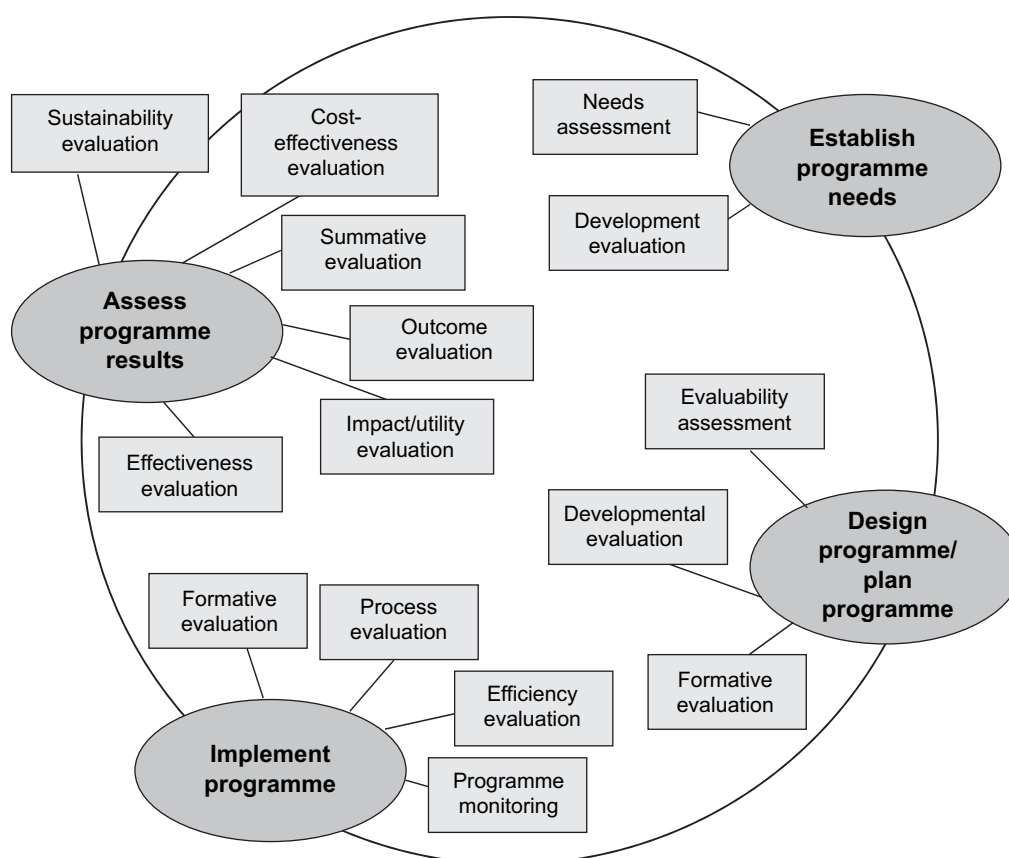 Sustainability
evaluation
Cost-
effectiveness
evaluation
Summative
evaluation
Outcome
evaluation
Impact/utility
evaluation
Effectiveness
evaluation
Assess
programme
results
Needs
assessment
Development
evaluation
Establish
programme
needs
Evaluability
assessment
Developmental
evaluation
Formative
evaluation
Design
programme/
plan
programme
Formative
evaluation
Process
evaluation
Efficiency
evaluation
Programme
monitoring
Implement
programme